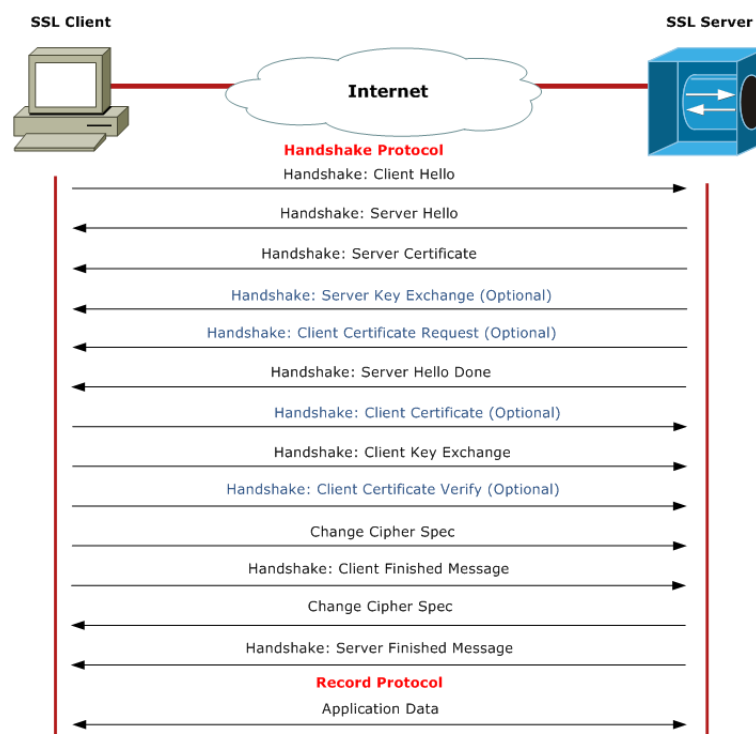 SSL Client
SSL Server
Internet
Handshake Protocol
Handshake: Client Hello
Handshake: Server Hello
Handshake: Server Certificate
Handshake: Server Key Exchange (Optional)
Handshake: Client Certificate Request (Optional)
Handshake: Server Hello Done
Handshake: Client Certificate (Optional)
Handshake: Client Key Exchange
Handshake: Client Certificate Verify (Optional)
Change Cipher Spec
Handshake: Client Finished Message
Change Cipher Spec
Handshake: Server Finished Message
Record Protocol
Application Data